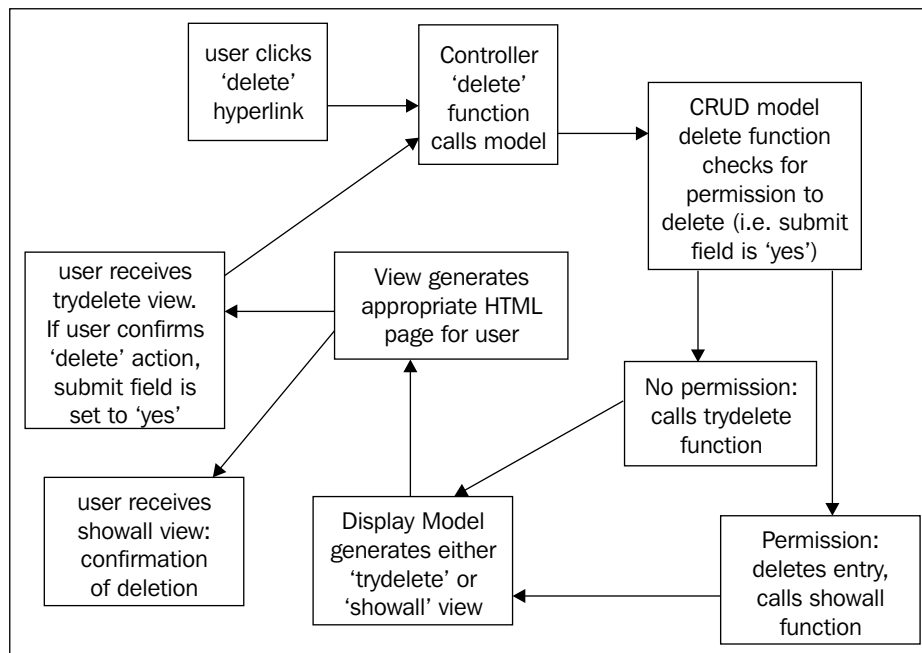 user clicks
‘delete’
hyperlink
Controller
‘delete’
function
calls model
CRUD model
delete function
checks for
permission to
delete (i.e. submit
field is ‘yes’)
user receives
trydelete view.
If user confirms
‘delete’ action,
submit field is
set to ‘yes’
View generates
appropriate HTML
page for user
No permission:
calls trydelete
function
user receives
showall view:
confirmation
of deletion
Display Model
generates either
‘trydelete’ or
‘showall’ view
Permission:
deletes entry,
calls showall
function